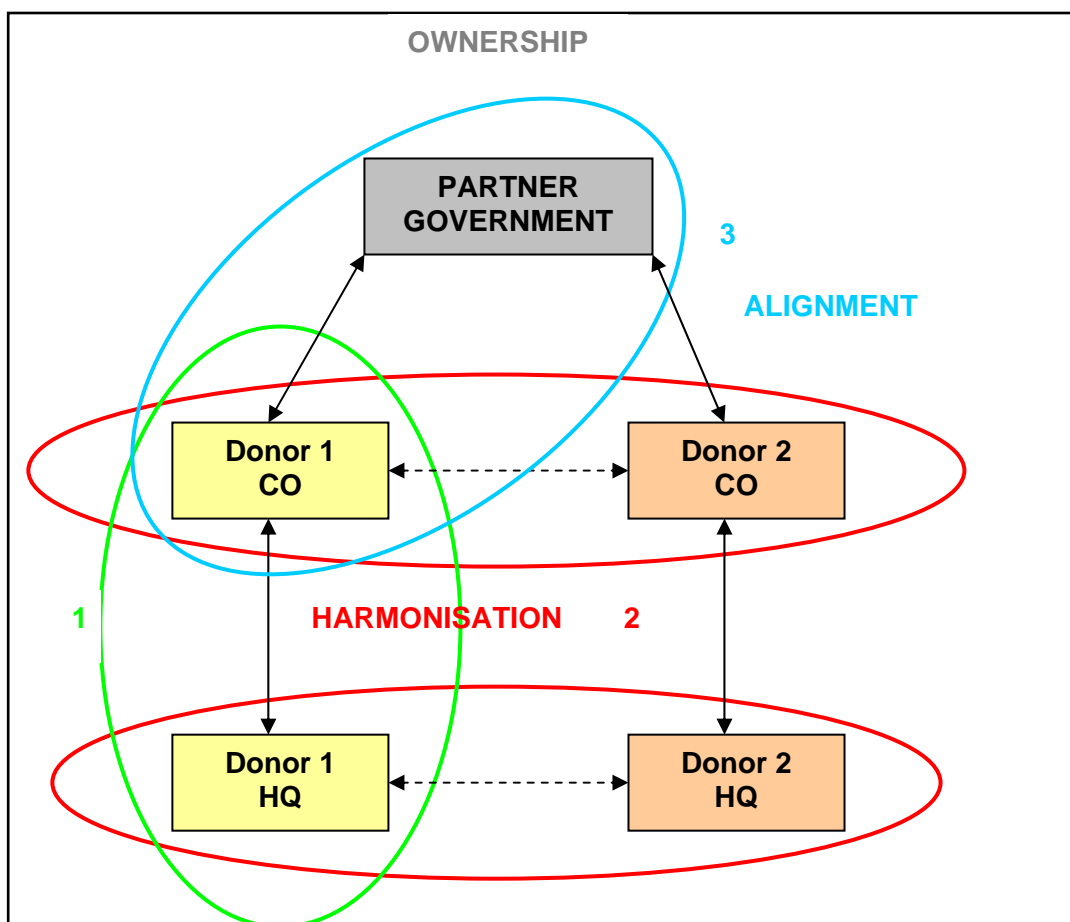 OWNERSHIP
PARTNER
GOVERNMENT
3
ALIGNMENT
Donor 1
CO
Donor 2
CO
1
HARMONISATION 2
Donor 1
HQ
Donor 2
HQ